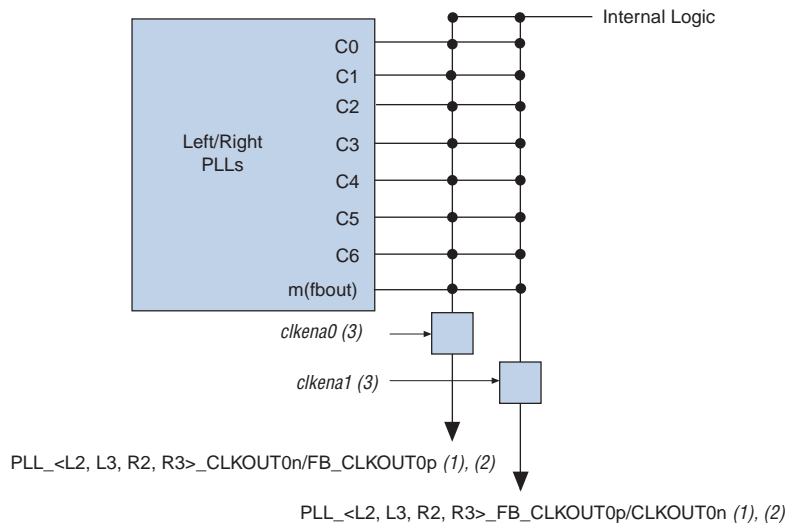 Internal Logic
C0
C1
C2
Left/Right
PLLs
C3
C4
C5
C6
m(fbout)
clkena0 (3)
clkena1 (3)
PLL_<L2, L3, R2, R3>_CLKOUT0n/FB_CLKOUT0p (1), (2)
PLL_<L2, L3, R2, R3>_FB_CLKOUT0p/CLKOUT0n (1), (2)